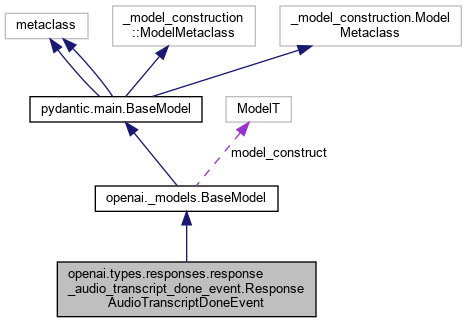 metaclass
_model_construction
::ModelMetaclass
_model_construction.Model
Metaclass
pydantic.main.BaseModel
ModelT
model_construct
openai._models.BaseModel
openai.types.responses.response
_audio_transcript_done_event.Response
AudioTranscriptDoneEvent